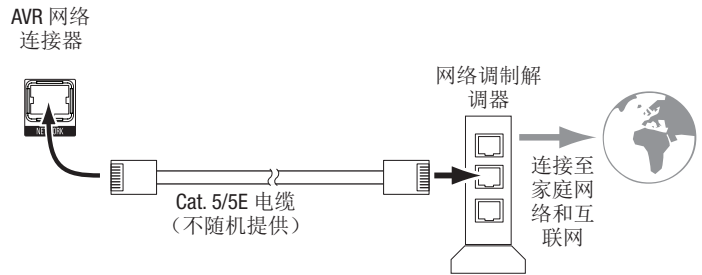 AVR 网络
连接器
NETWORK
网络调制解
调器
Cat. 5/5E 电缆
（不随机提供）
连接至
家庭网
络和互
联网